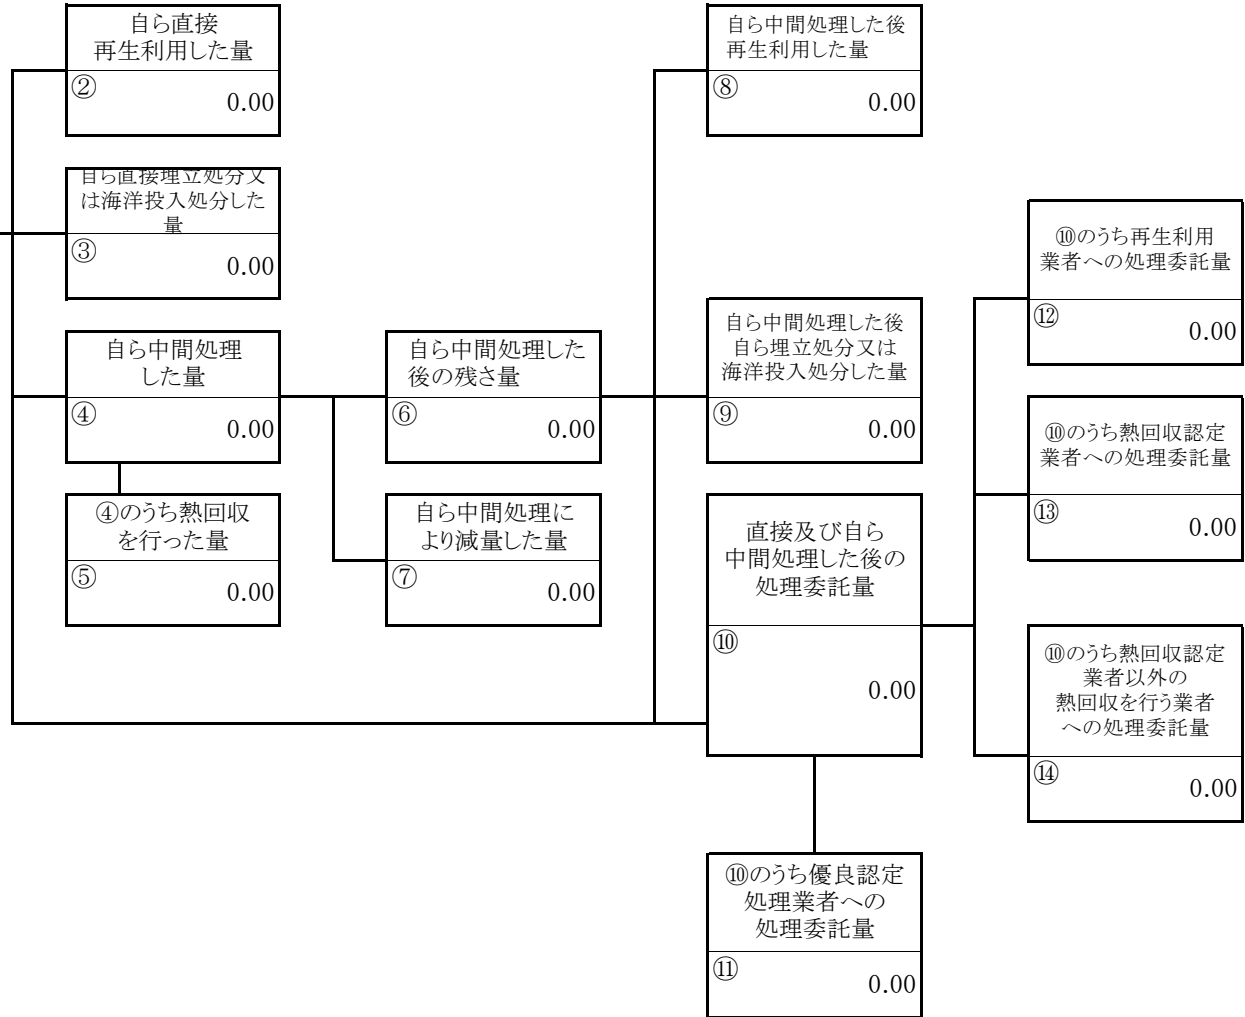 自ら直接
再生利用した量
②
0.00
自ら直接埋立処分又
は海洋投入処分した
量
③
0.00
自ら中間処理
した量
④
0.00
④のうち熱回収
を行った量
⑤
0.00
自ら中間処理した
後の残さ量
⑥
0.00
自ら中間処理に
より減量した量
⑦
0.00
自ら中間処理した後
再生利用した量
⑧
0.00
自ら中間処理した後
自ら埋立処分又は
海洋投入処分した量
⑨
0.00
直接及び自ら
中間処理した後の
処理委託量
⑩
0.00
⑩のうち優良認定
処理業者への
処理委託量
⑪
0.00
⑩のうち再生利用
業者への処理委託量
⑫
0.00
⑩のうち熱回収認定
業者への処理委託量
⑬
0.00
⑩のうち熱回収認定
業者以外の
熱回収を行う業者
への処理委託量
⑭
0.00